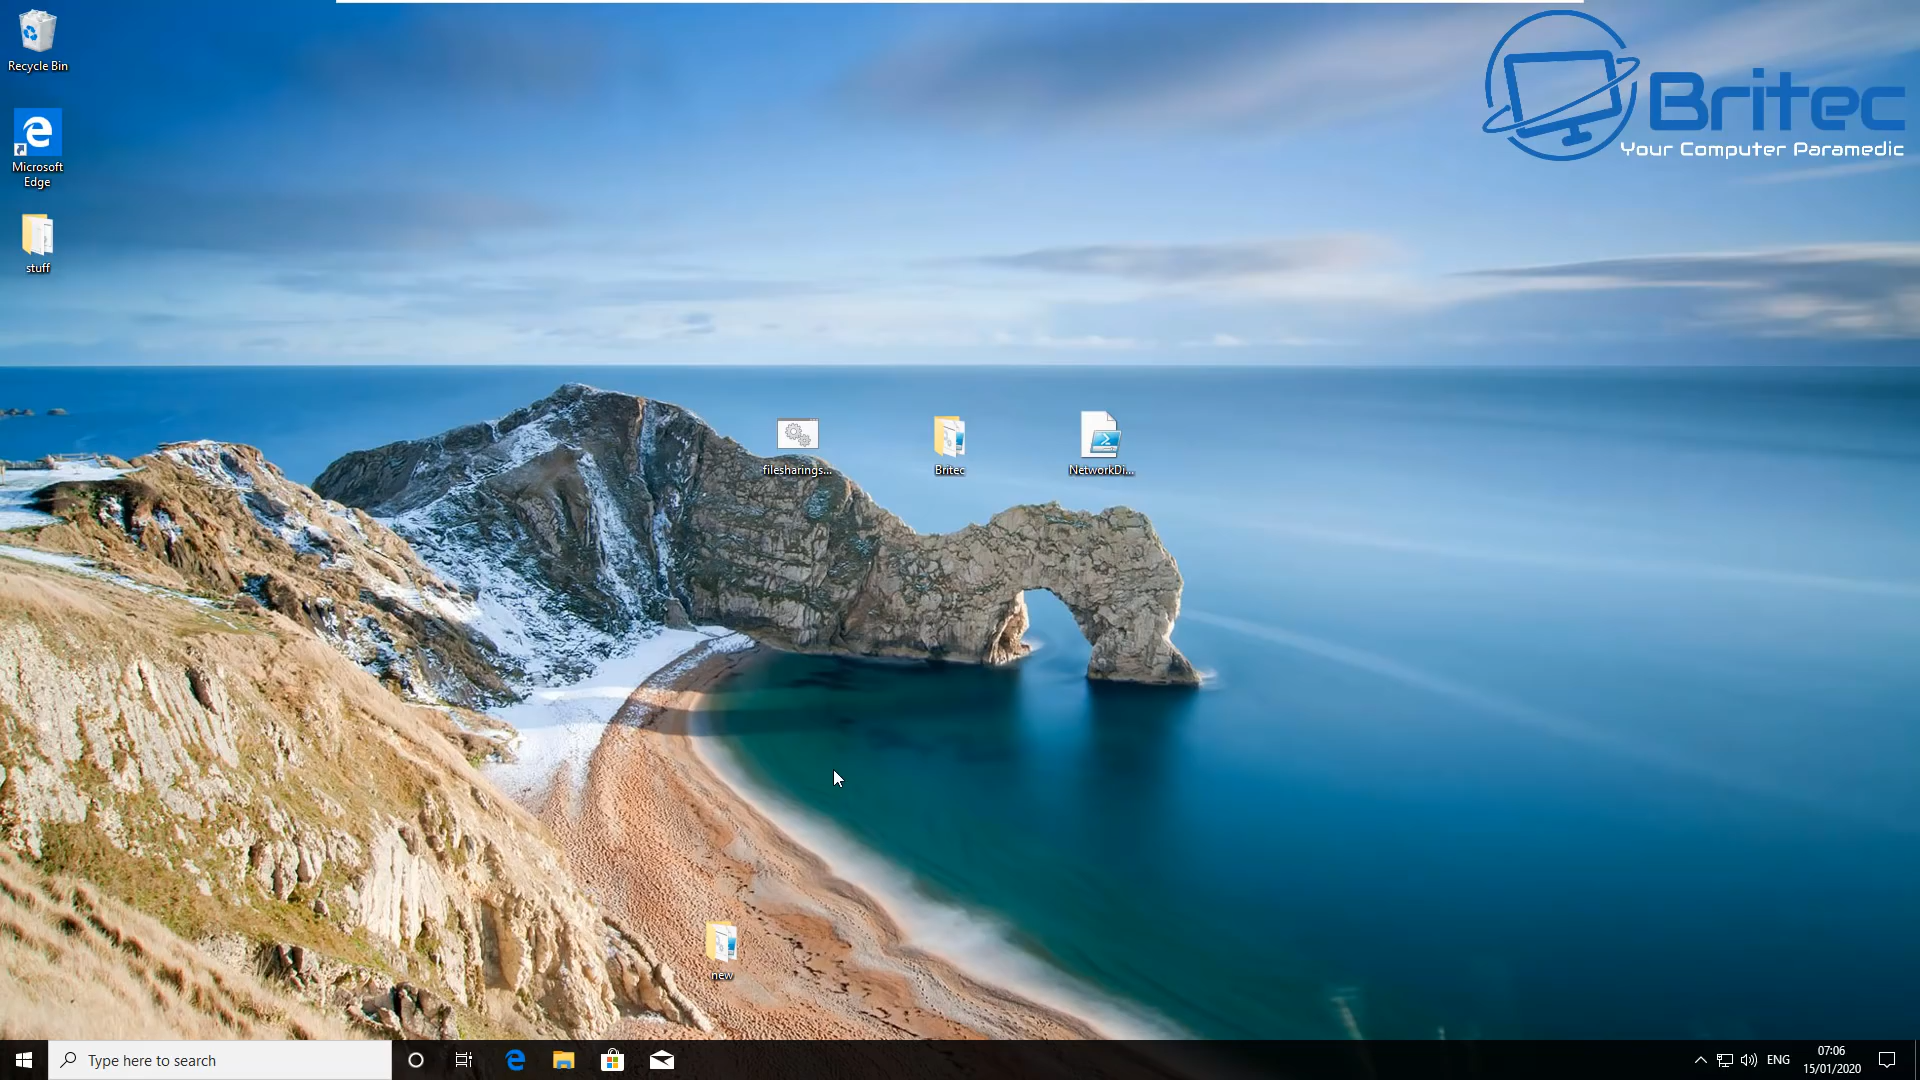 Recycle Bin
Microsoft
Edge
stuff
Britec
Your Computer Paramedic
filesharings...
Britec
NetworkDi...
new
Type here to search
ENG
07:06
15/01/2020